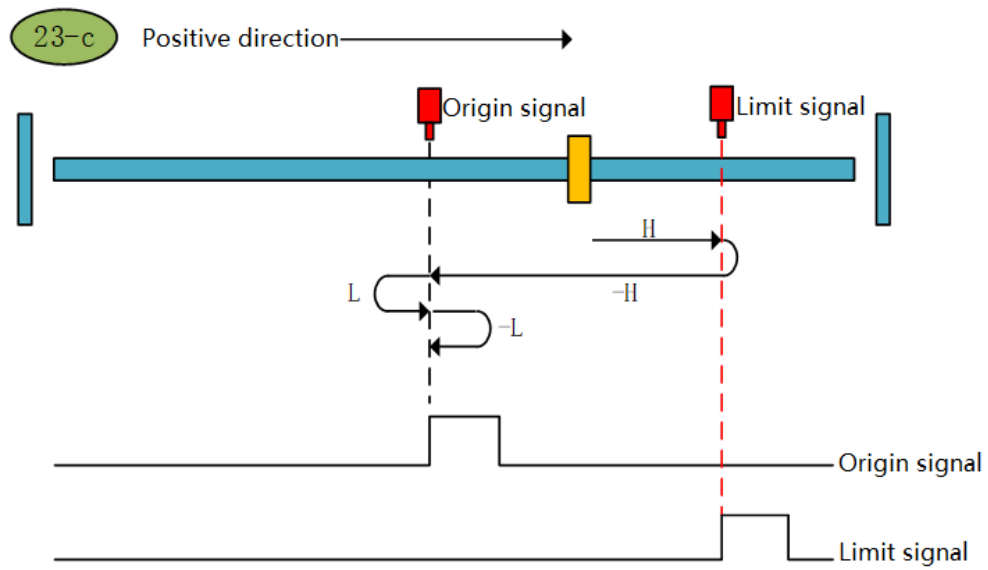 23-c
Positive direction
Origin signal
Limit signal
H
-H
L
-L
Origin signal
Limit signal